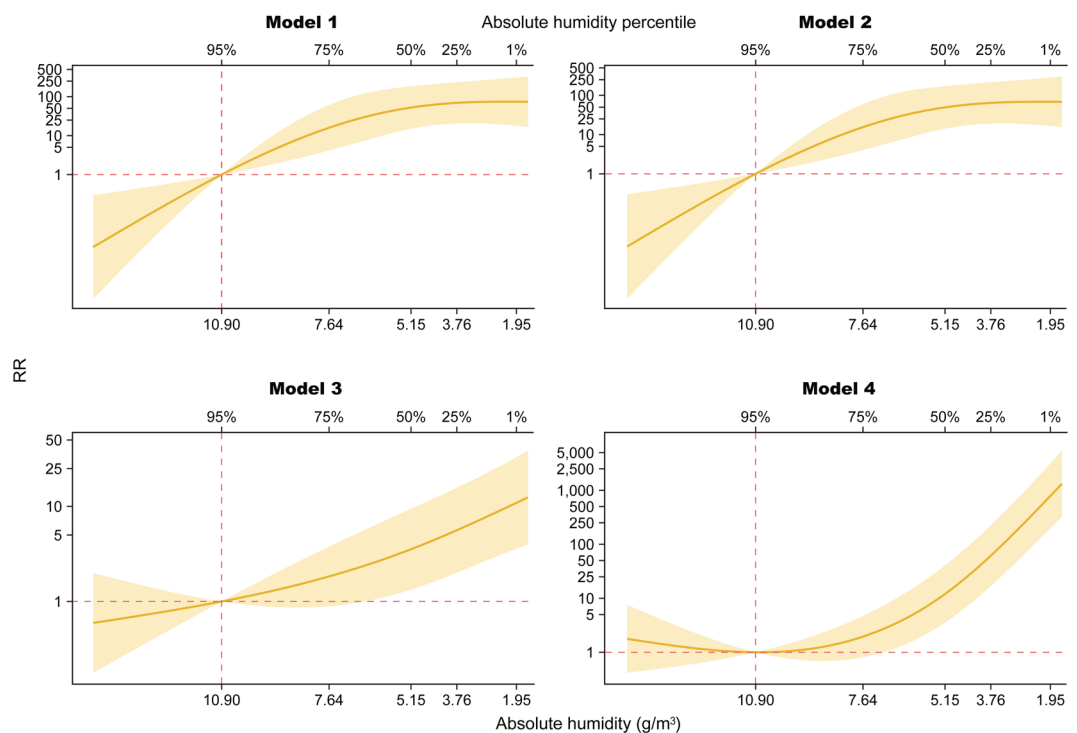 Model 1
Absolute humidity percentile
Model 2
95% 75% 50% 25% 1%
95% 75% 50% 25% 1%
500
250
100
50
25
10
5
1
500
250
100
50
25
10
5
1
10.90 7.64 5.15 3.76 1.95
10.90 7.64 5.15 3.76 1.95
RR
Model 3
Model 4
95% 75% 50% 25% 1%
95% 75% 50% 25% 1%
50
25
10
5
1
5,000
2,500
1,000
500
250
100
50
25
10
5
1
10.90 7.64 5.15 3.76 1.95
10.90 7.64 5.15 3.76 1.95
Absolute humidity (g/m³)